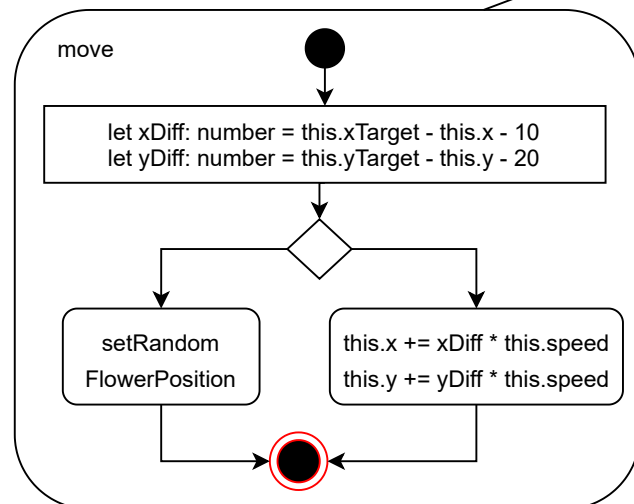 move
let xDiff: number = this.xTarget - this.x - 10
let yDiff: number = this.yTarget - this.y - 20
setRandom
FlowerPosition
this.x += xDiff * this.speed
this.y += yDiff * this.speed